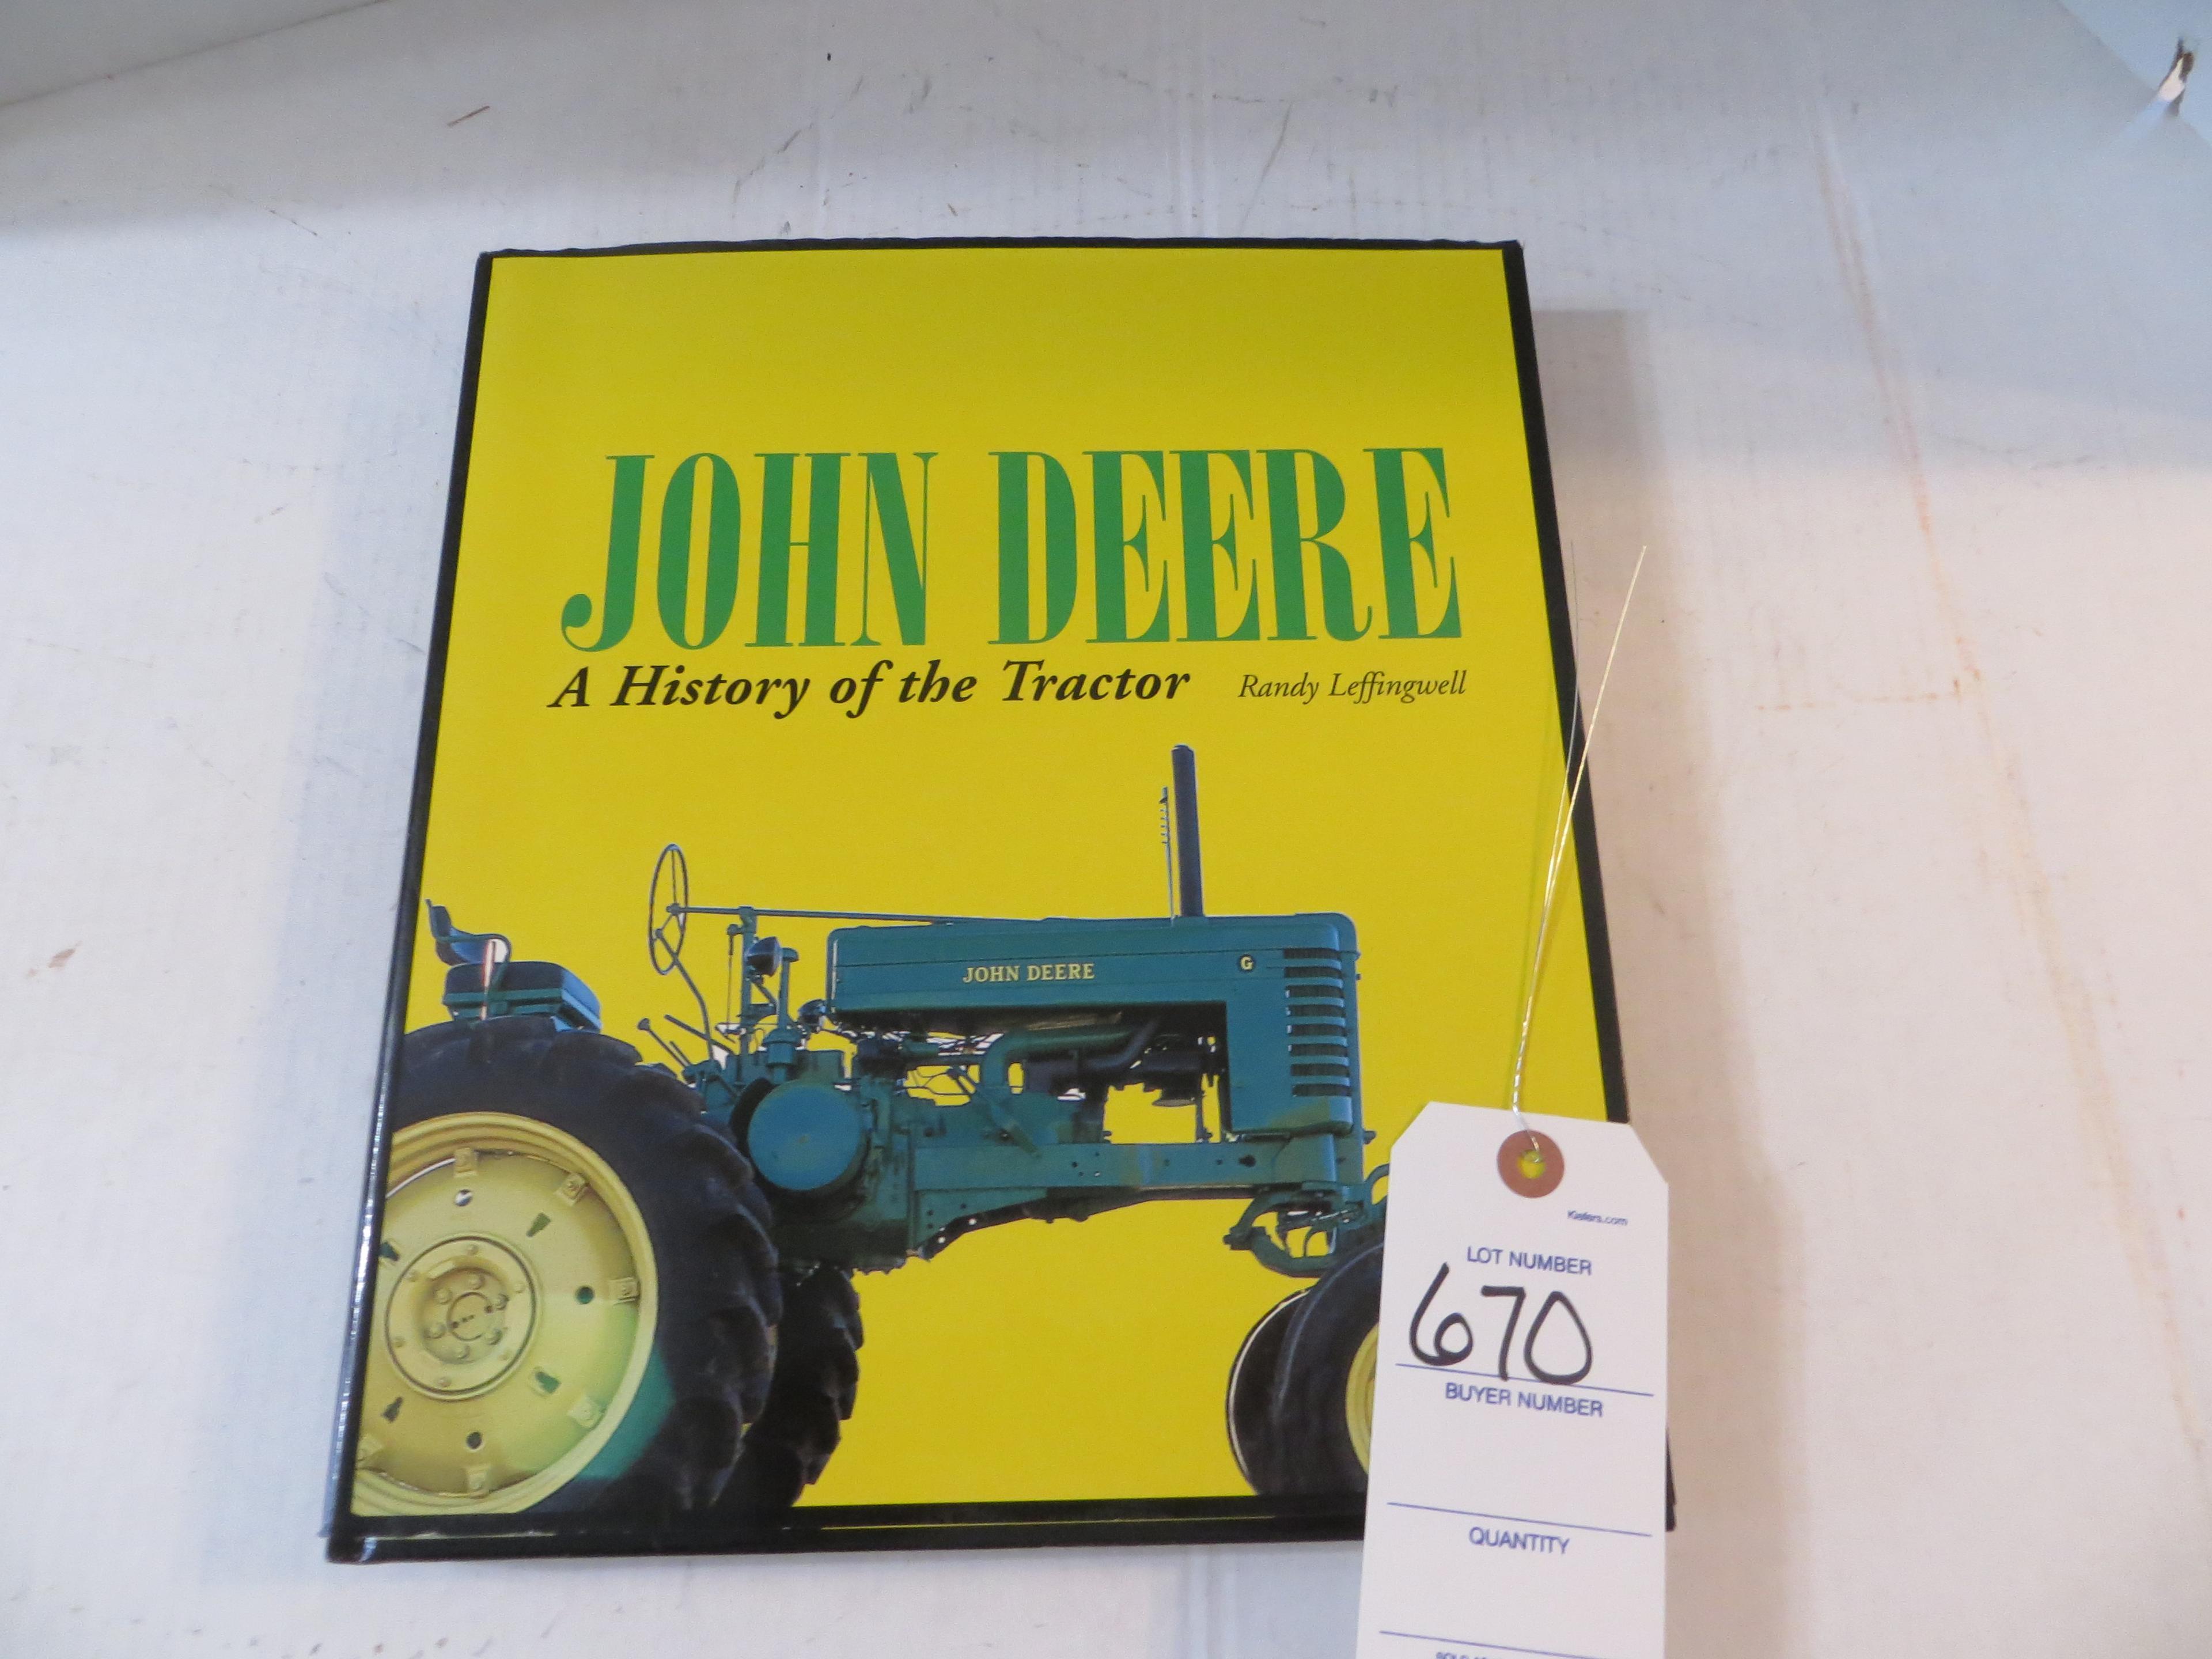 JOHN DEERE
A History of the Tractor Randy Leffingwell
JOHN DEERE G
Kiefers.com
LOT NUMBER
670
BUYER NUMBER
QUANTITY